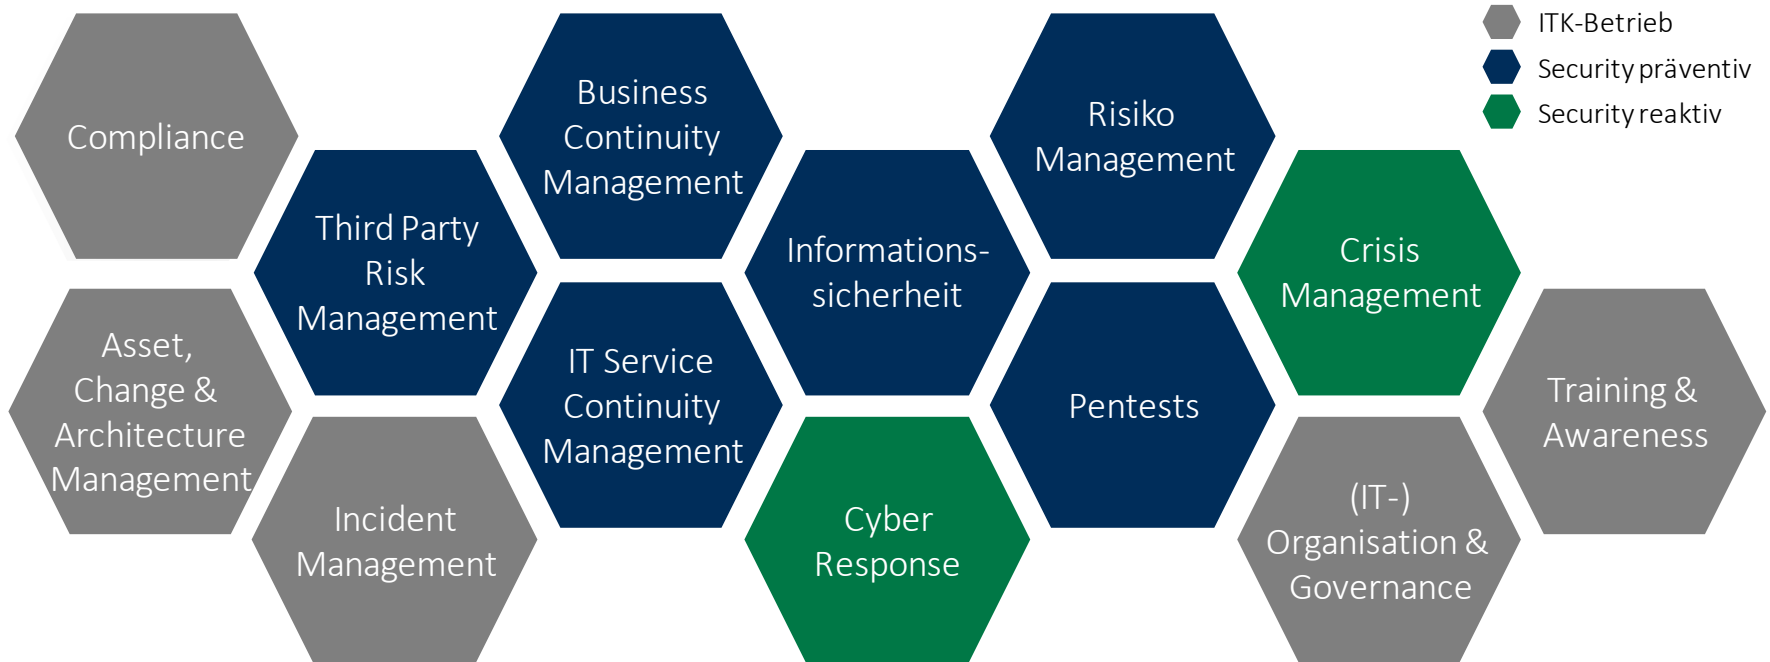 Compliance
Asset,
Change &
Architecture
Management
Third Party
Risk
Management
Incident
Management
Business
Continuity
Management
IT Service
Continuity
Management
Informations-
sicherheit
Cyber
Response
Risiko
Management
Pentests
Crisis
Management
(IT-)
Organisation &
Governance
Training &
Awareness
ITK-Betrieb
Security präventiv
Security reaktiv